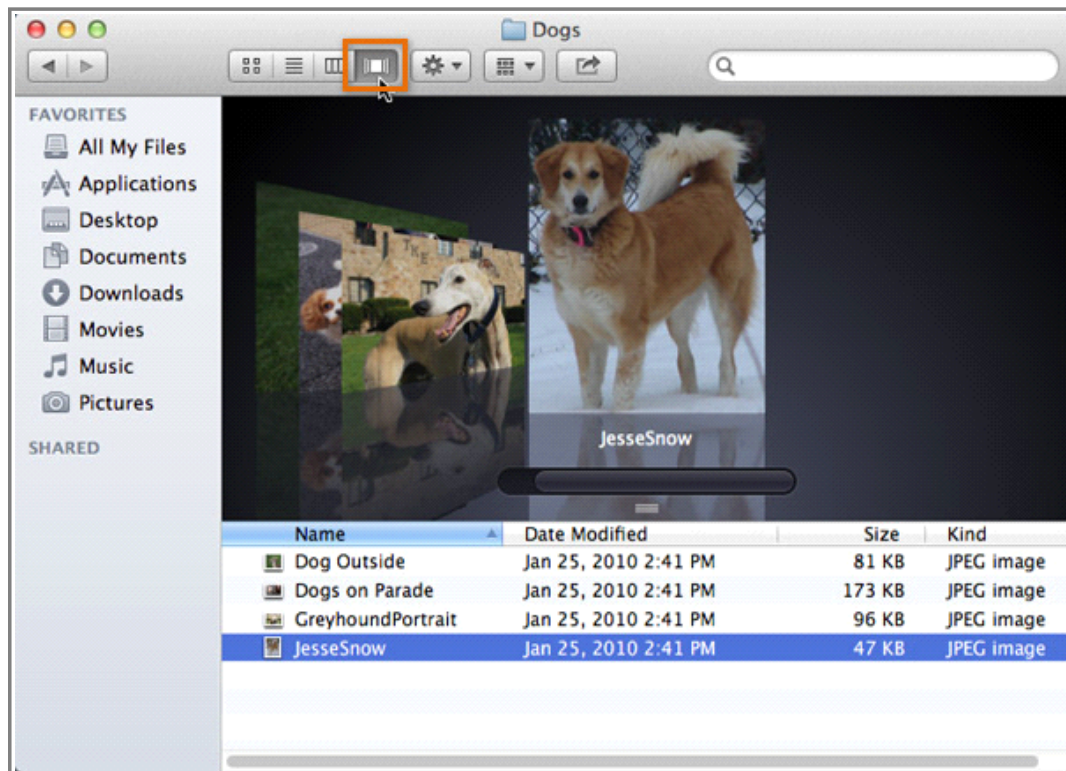 Dogs
FAVORITES
All My Files
Applications
Desktop
Documents
Downloads
Movies
Music
Pictures
SHARED
TKE
JesseSnow
Name Date Modified Size Kind
Dog Outside Jan 25, 2010 2:41 PM 81 KB JPEG image
Dogs on Parade Jan 25, 2010 2:41 PM 173 KB JPEG image
GreyhoundPortrait Jan 25, 2010 2:41 PM 96 KB JPEG image
JesseSnow Jan 25, 2010 2:41 PM 47 KB JPEG image